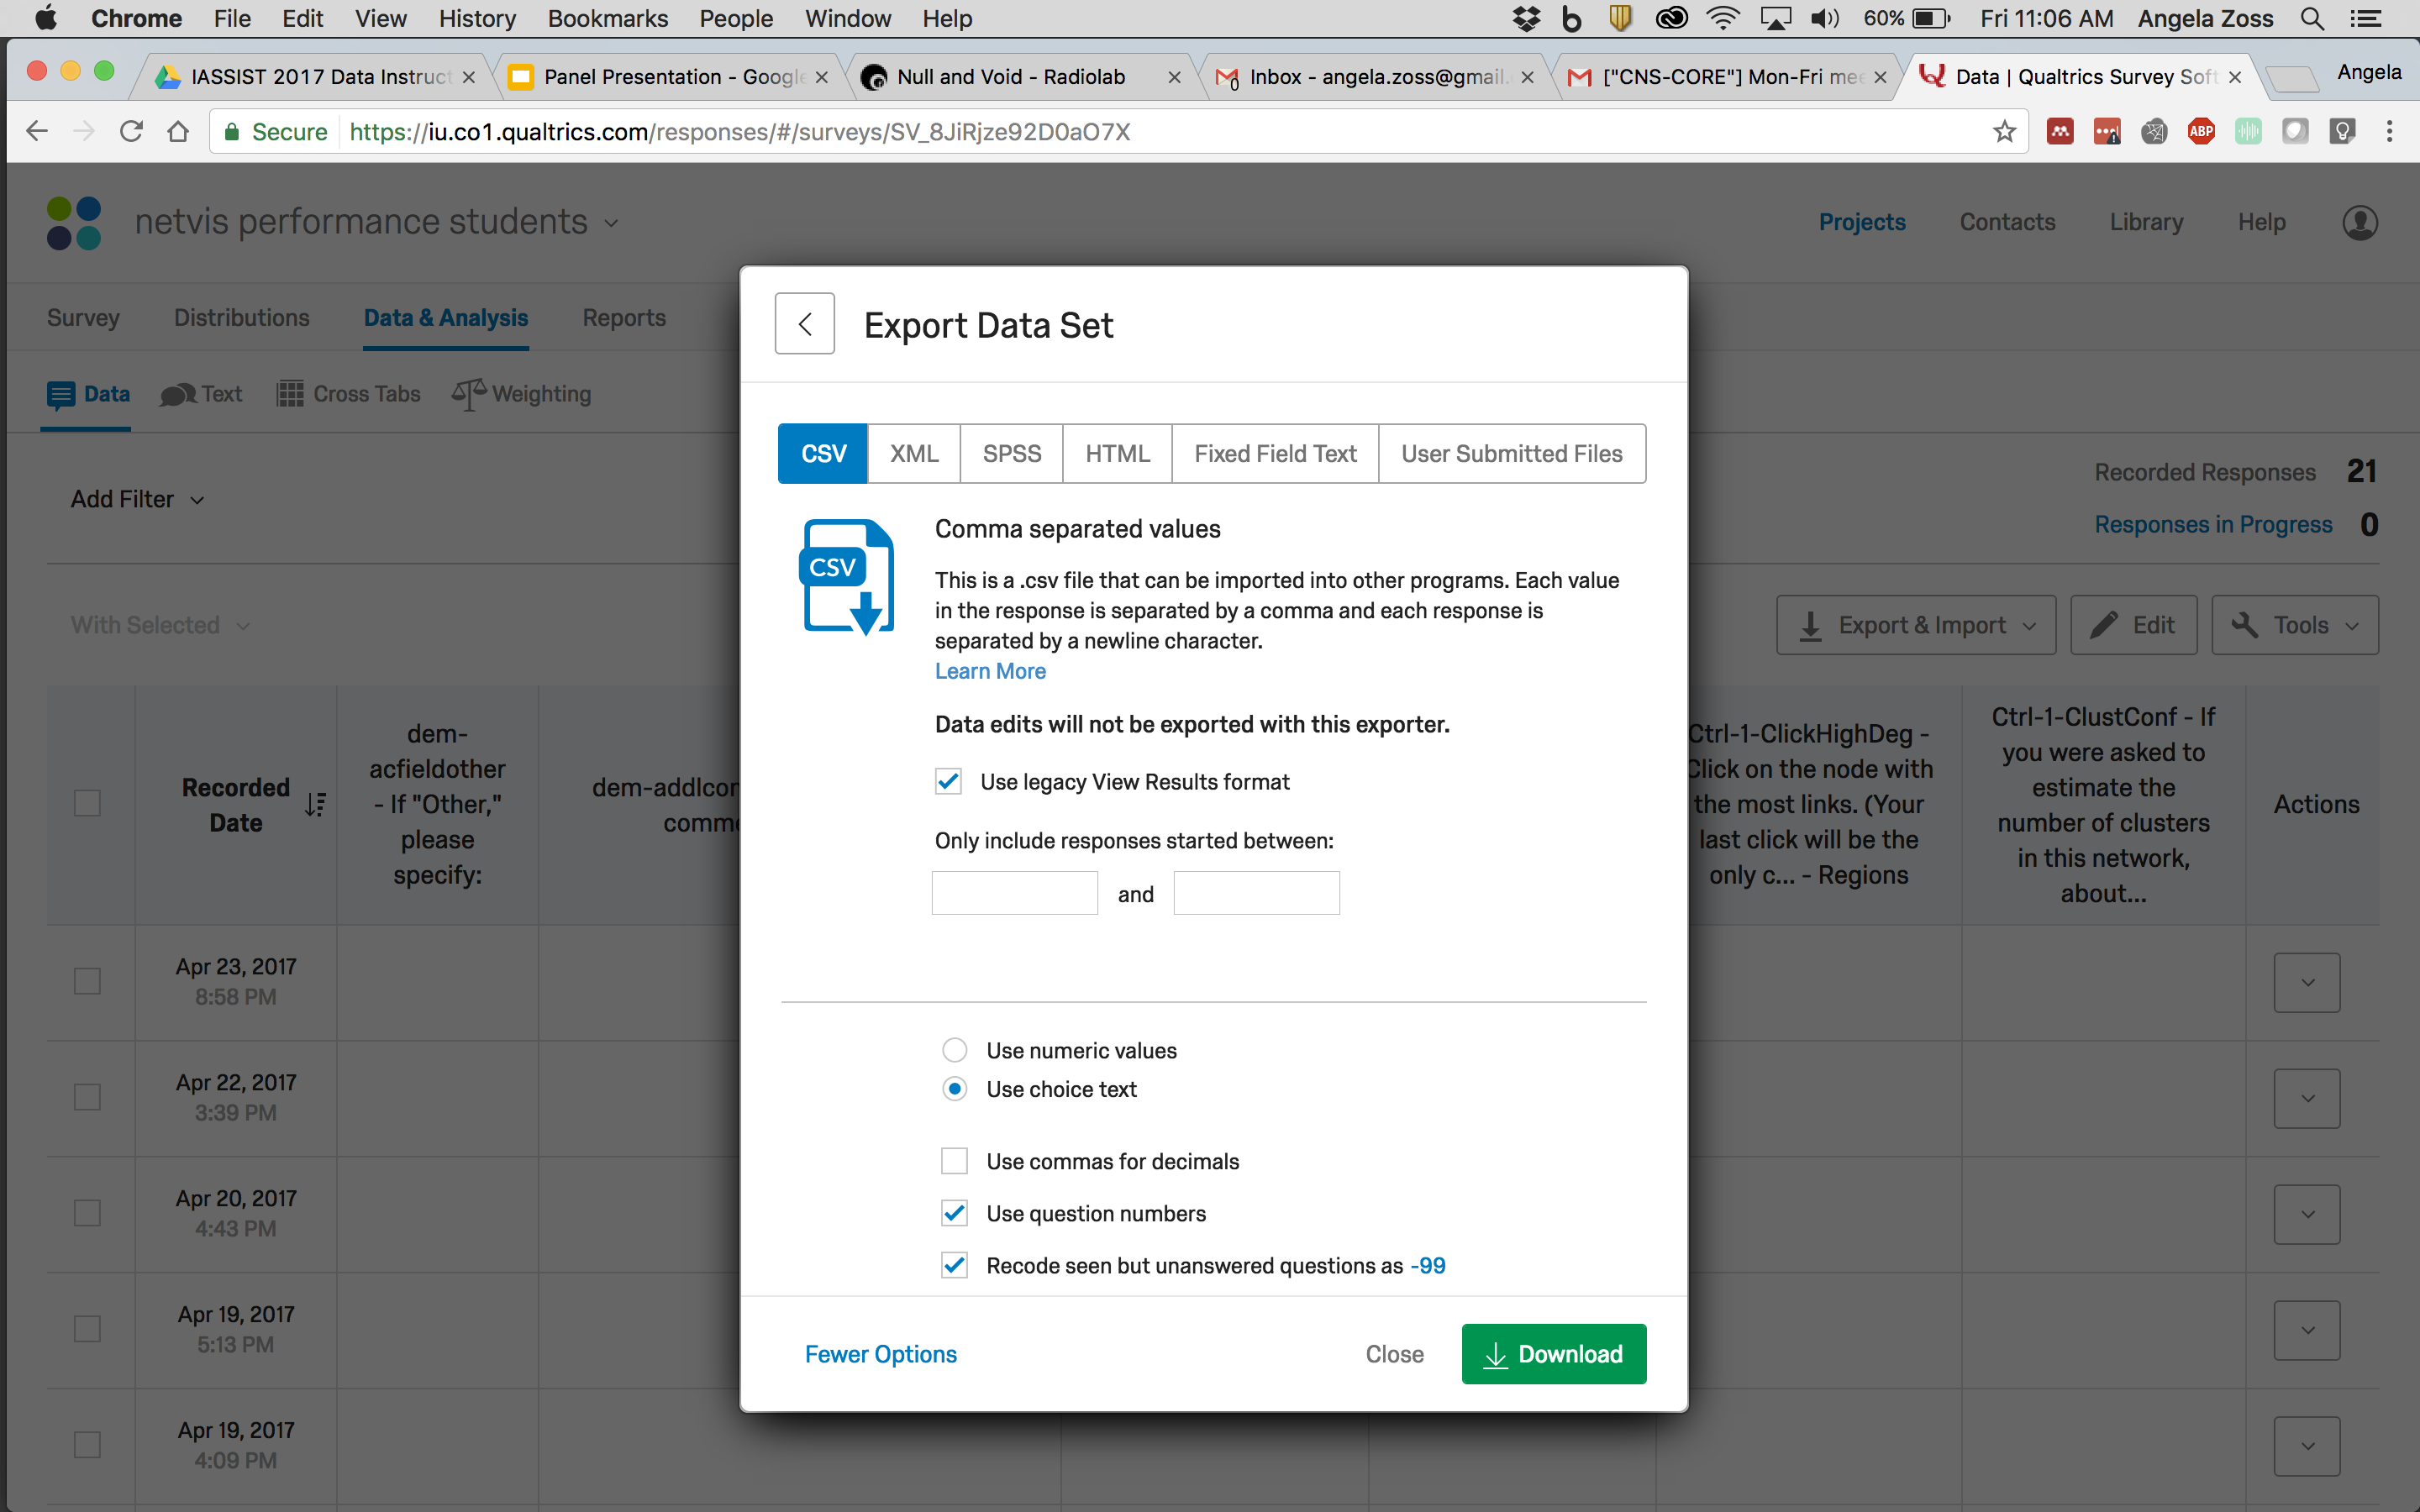 Chrome File Edit View History Bookmarks People Window Help 60% Fri 11:06 AM Angela Zoss
IASSIST 2017 Data Instruct Panel Presentation - Google Null and Void - Radiolab Inbox - angela.zoss@gmail. ["CNS-CORE"] Mon-Fri mee Data | Qualtrics Survey Soft Angela
Secure https://iu.co1.qualtrics.com/responses/#/surveys/SV_8JiRjze92D0aO7X ABP
netvis performance students Projects Contacts Library Help
Survey Distributions Data & Analysis Reports
Data Text Cross Tabs Weighting
Add Filter
Recorded Responses 21
Responses in Progress 0
With Selected
Export & Import Edit Tools
Recorded
Date
dem-
acfieldother
- If "Other,"
please
specify:
dem-addlcon
comme
Ctrl-1-ClickHighDeg -
Click on the node with
the most links. (Your
last click will be the
only c... - Regions
Ctrl-1-ClustConf - If
you were asked to
estimate the
number of clusters
in this network,
about...
Actions
Apr 23, 2017
8:58 PM
Apr 22, 2017
3:39 PM
Apr 20, 2017
4:43 PM
Apr 19, 2017
5:13 PM
Apr 19, 2017
4:09 PM
Export Data Set
CSV XML SPSS HTML Fixed Field Text User Submitted Files
CSV
Comma separated values
This is a .csv file that can be imported into other programs. Each value
in the response is separated by a comma and each response is
separated by a newline character.
Learn More
Data edits will not be exported with this exporter.
Use legacy View Results format
Only include responses started between:
and
Use numeric values
Use choice text
Use commas for decimals
Use question numbers
Recode seen but unanswered questions as -99
Fewer Options Close Download